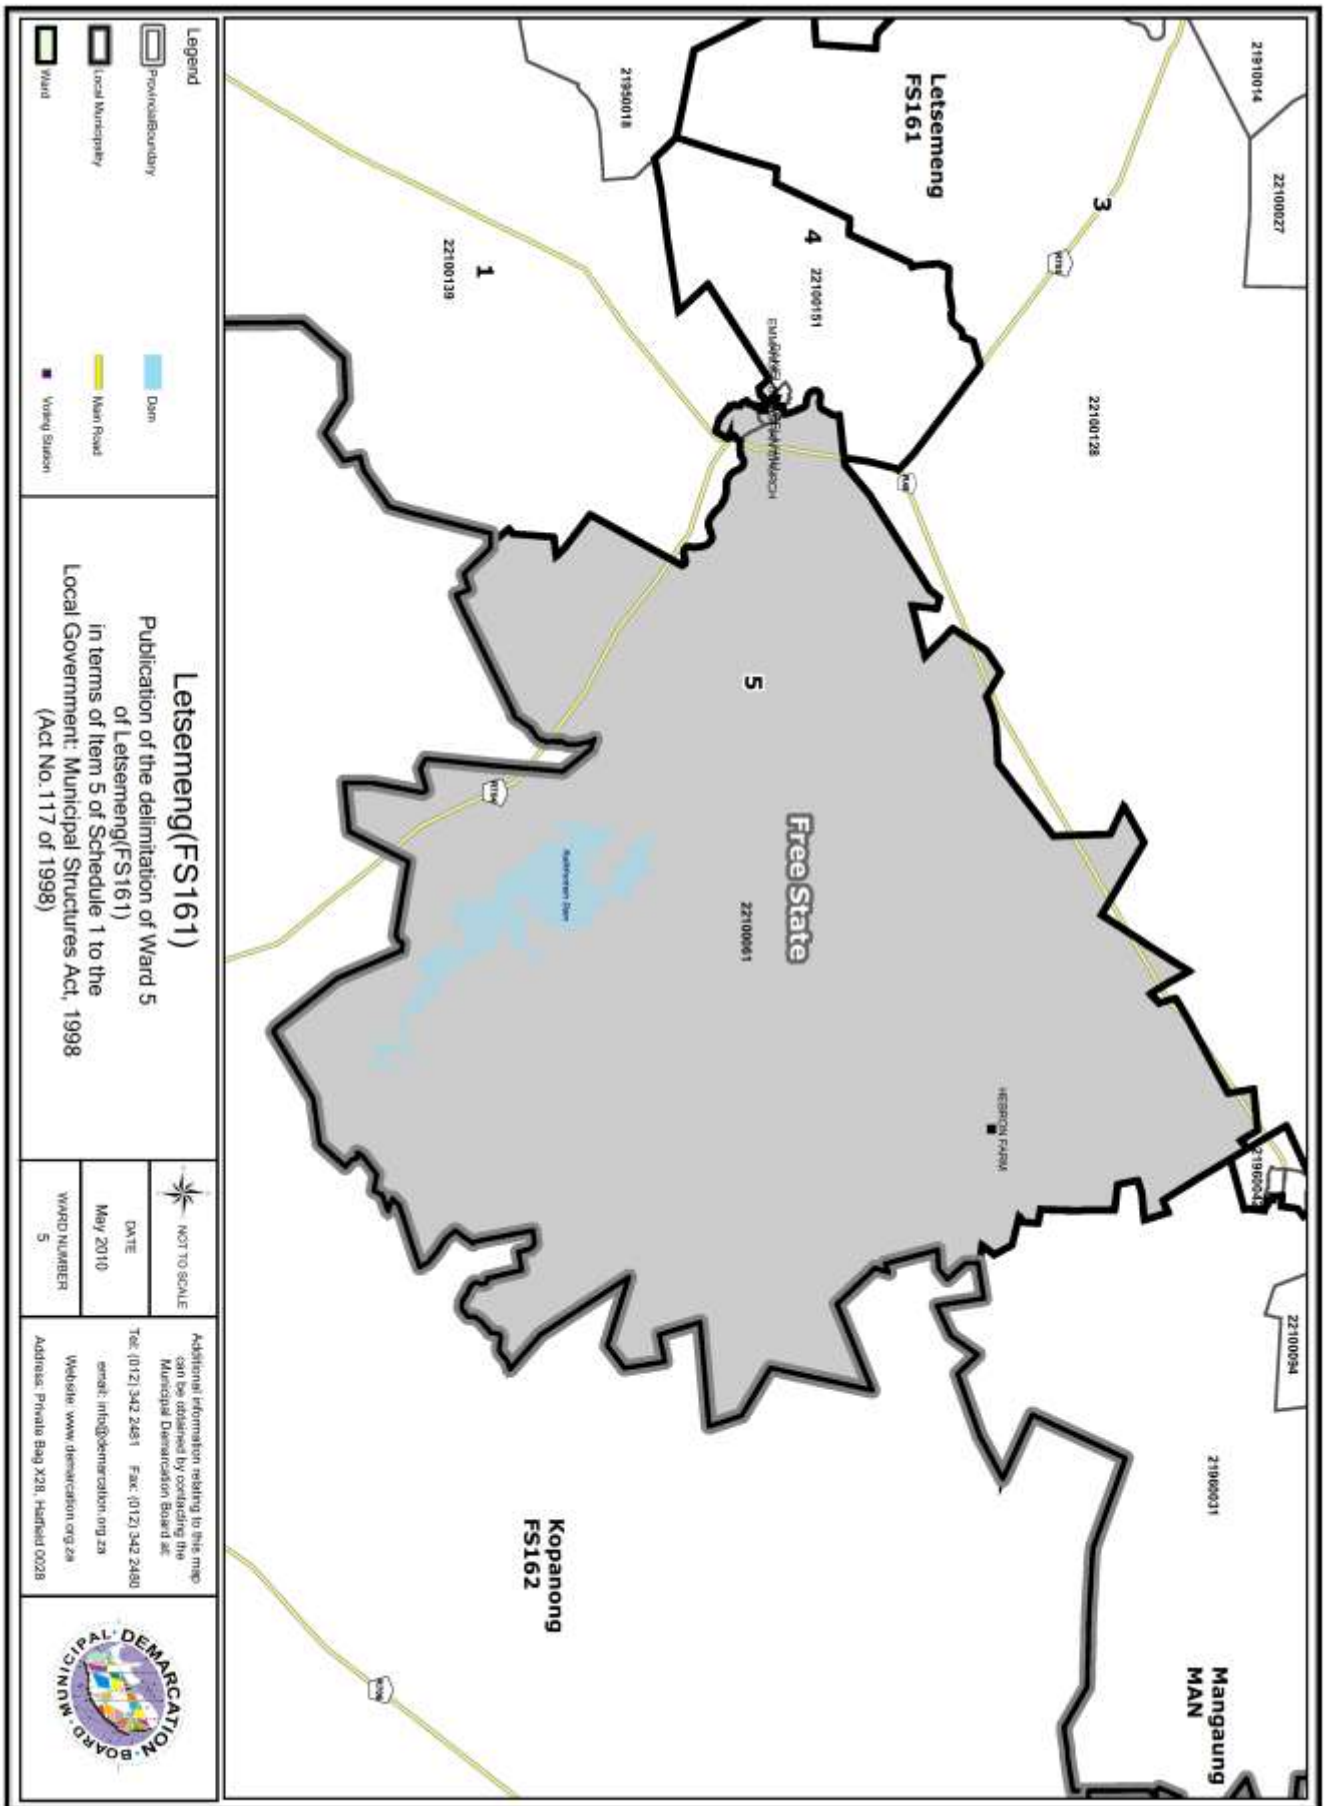 21910014
22100027
Letsemeng
FS161
3
21950018
4
22100151
R48
22100128
1
22100139
5
Free State
22100061
HEBRON FARM
22100094
21960031
Kopanong
FS162
Mangaung
MAN
Legend
ProvincialBoundary
Local Municipality
Ward
Dam
Main Road
Voting Station
Letsemeng(FS161)
Publication of the delimitation of Ward 5
of Letsemeng(FS161)
in terms of Item 5 of Schedule 1 to the
Local Government: Municipal Structures Act, 1998
(Act No.117 of 1998)
NOT TO SCALE
DATE
May 2010
WARD NUMBER
5
Additional information relating to this map
can be obtained by contacting the
Municipal Demarcation Board at:
Tel: (012) 342 2481 Fax: (012) 342 2480
email: info@demarcation.org.za
Website: www.demarcation.org.za
Address: Private Bag X28, Hatfield 0028
MUNICIPAL DEMARCATION BOARD